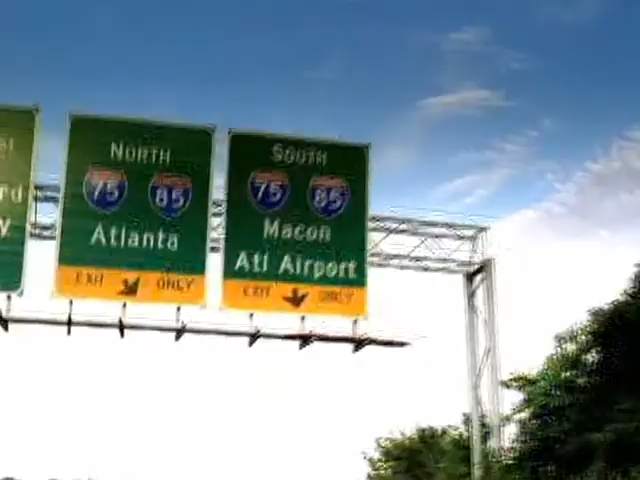 NORTH
75 85
Atlanta
EXIT ONLY
SOUTH
75 85
Macon
Atl Airport
EXIT ONLY